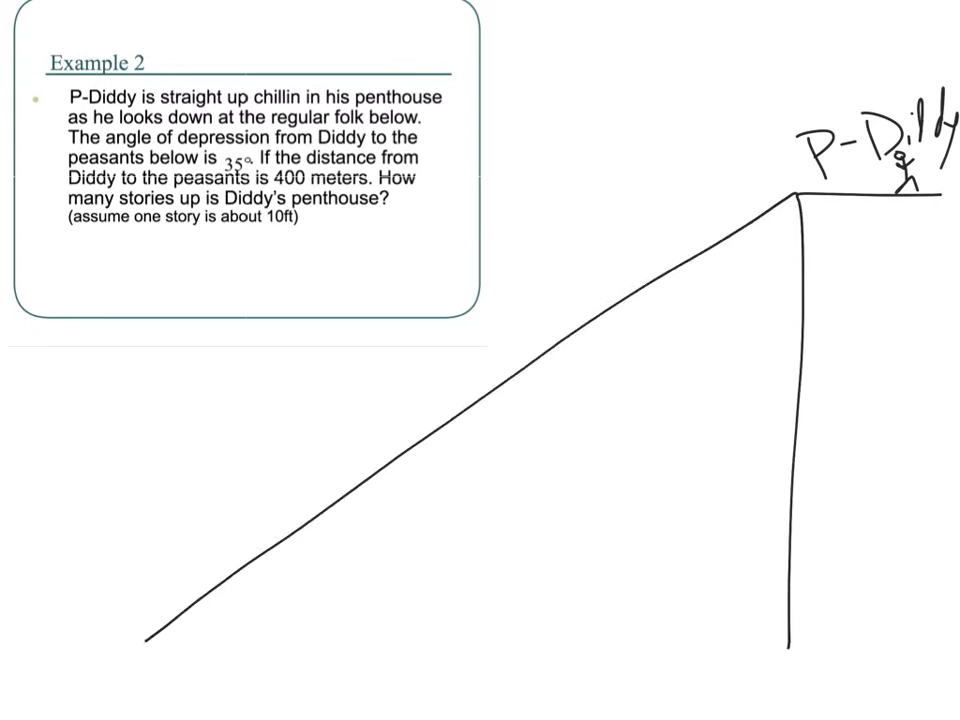 Example 2
P-Diddy is straight up chillin in his penthouse
as he looks down at the regular folk below.
The angle of depression from Diddy to the
peasants below is 35° If the distance from
Diddy to the peasants is 400 meters. How
many stories up is Diddy's penthouse?
(assume one story is about 10ft)
P-Diddy